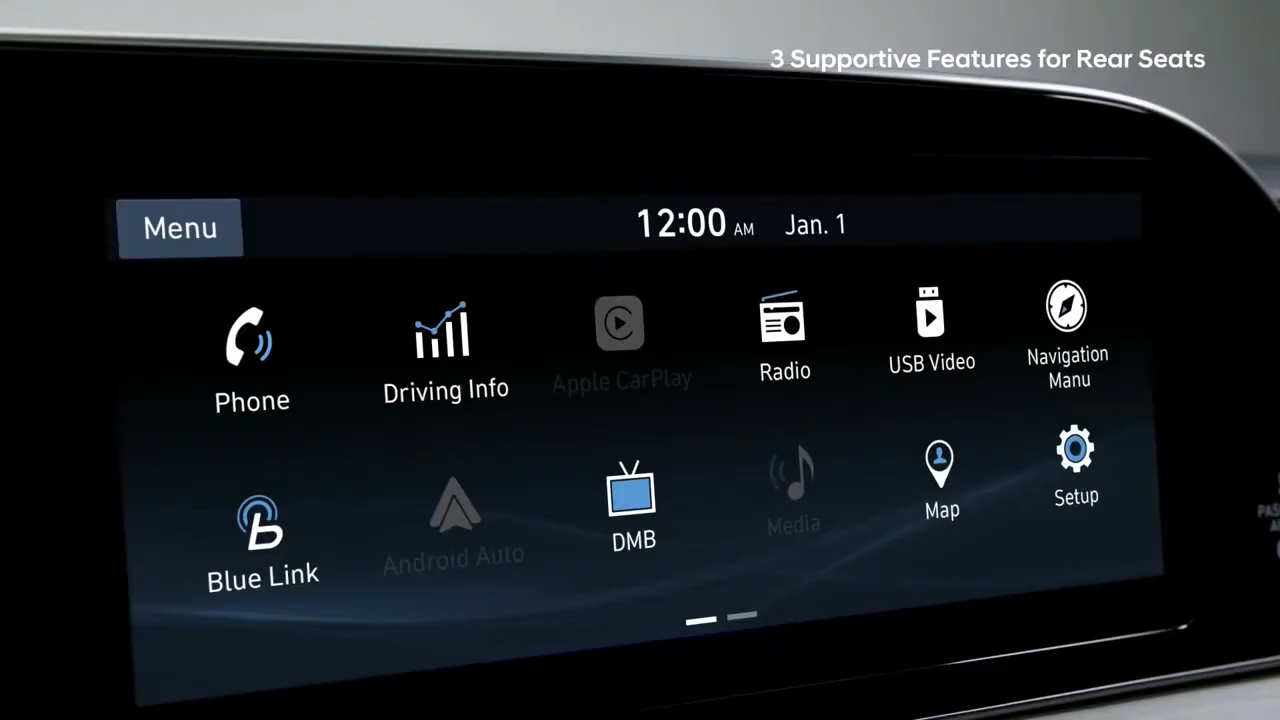 3 Supportive Features for Rear Seats
Menu
12:00 AM Jan. 1
Phone
Driving Info
Apple CarPlay
Radio
USB Video
Navigation
Manu
Blue Link
Android Auto
DMB
Media
Map
Setup